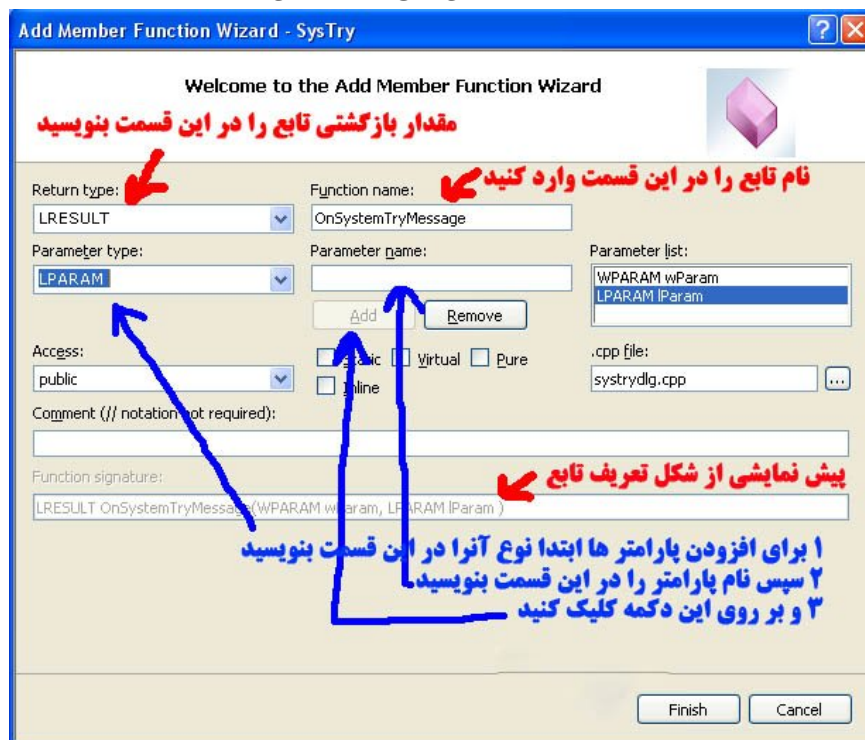 Add Member Function Wizard - SysTry
Welcome to the Add Member Function Wizard
مقدار بازگشتی تابع را در این قسمت بنویسید
نام تابع را در این قسمت وارد کنید
Return type:
Function name:
LRESULT
OnSystemTryMessage
Parameter type:
Parameter name:
Parameter list:
LPARAM
WPARAM wParam
LPARAM lParam
Add
Remove
Access:
Static
Virtual
Pure
.cpp file:
public
Inline
systrydlg.cpp
...
Comment (// notation not required):
پیش نمایشی از شکل تعریف تابع
Function signature:
LRESULT OnSystemTryMessage(WPARAM wParam, LPARAM lParam )
۱ برای افزودن پارامتر ها ابتدا نوع آنرا در این قسمت بنویسید
۲ سپس نام پارامتر را در این قسمت بنویسید.
۳ و بر روی این دکمه کلیک کنید
Finish
Cancel